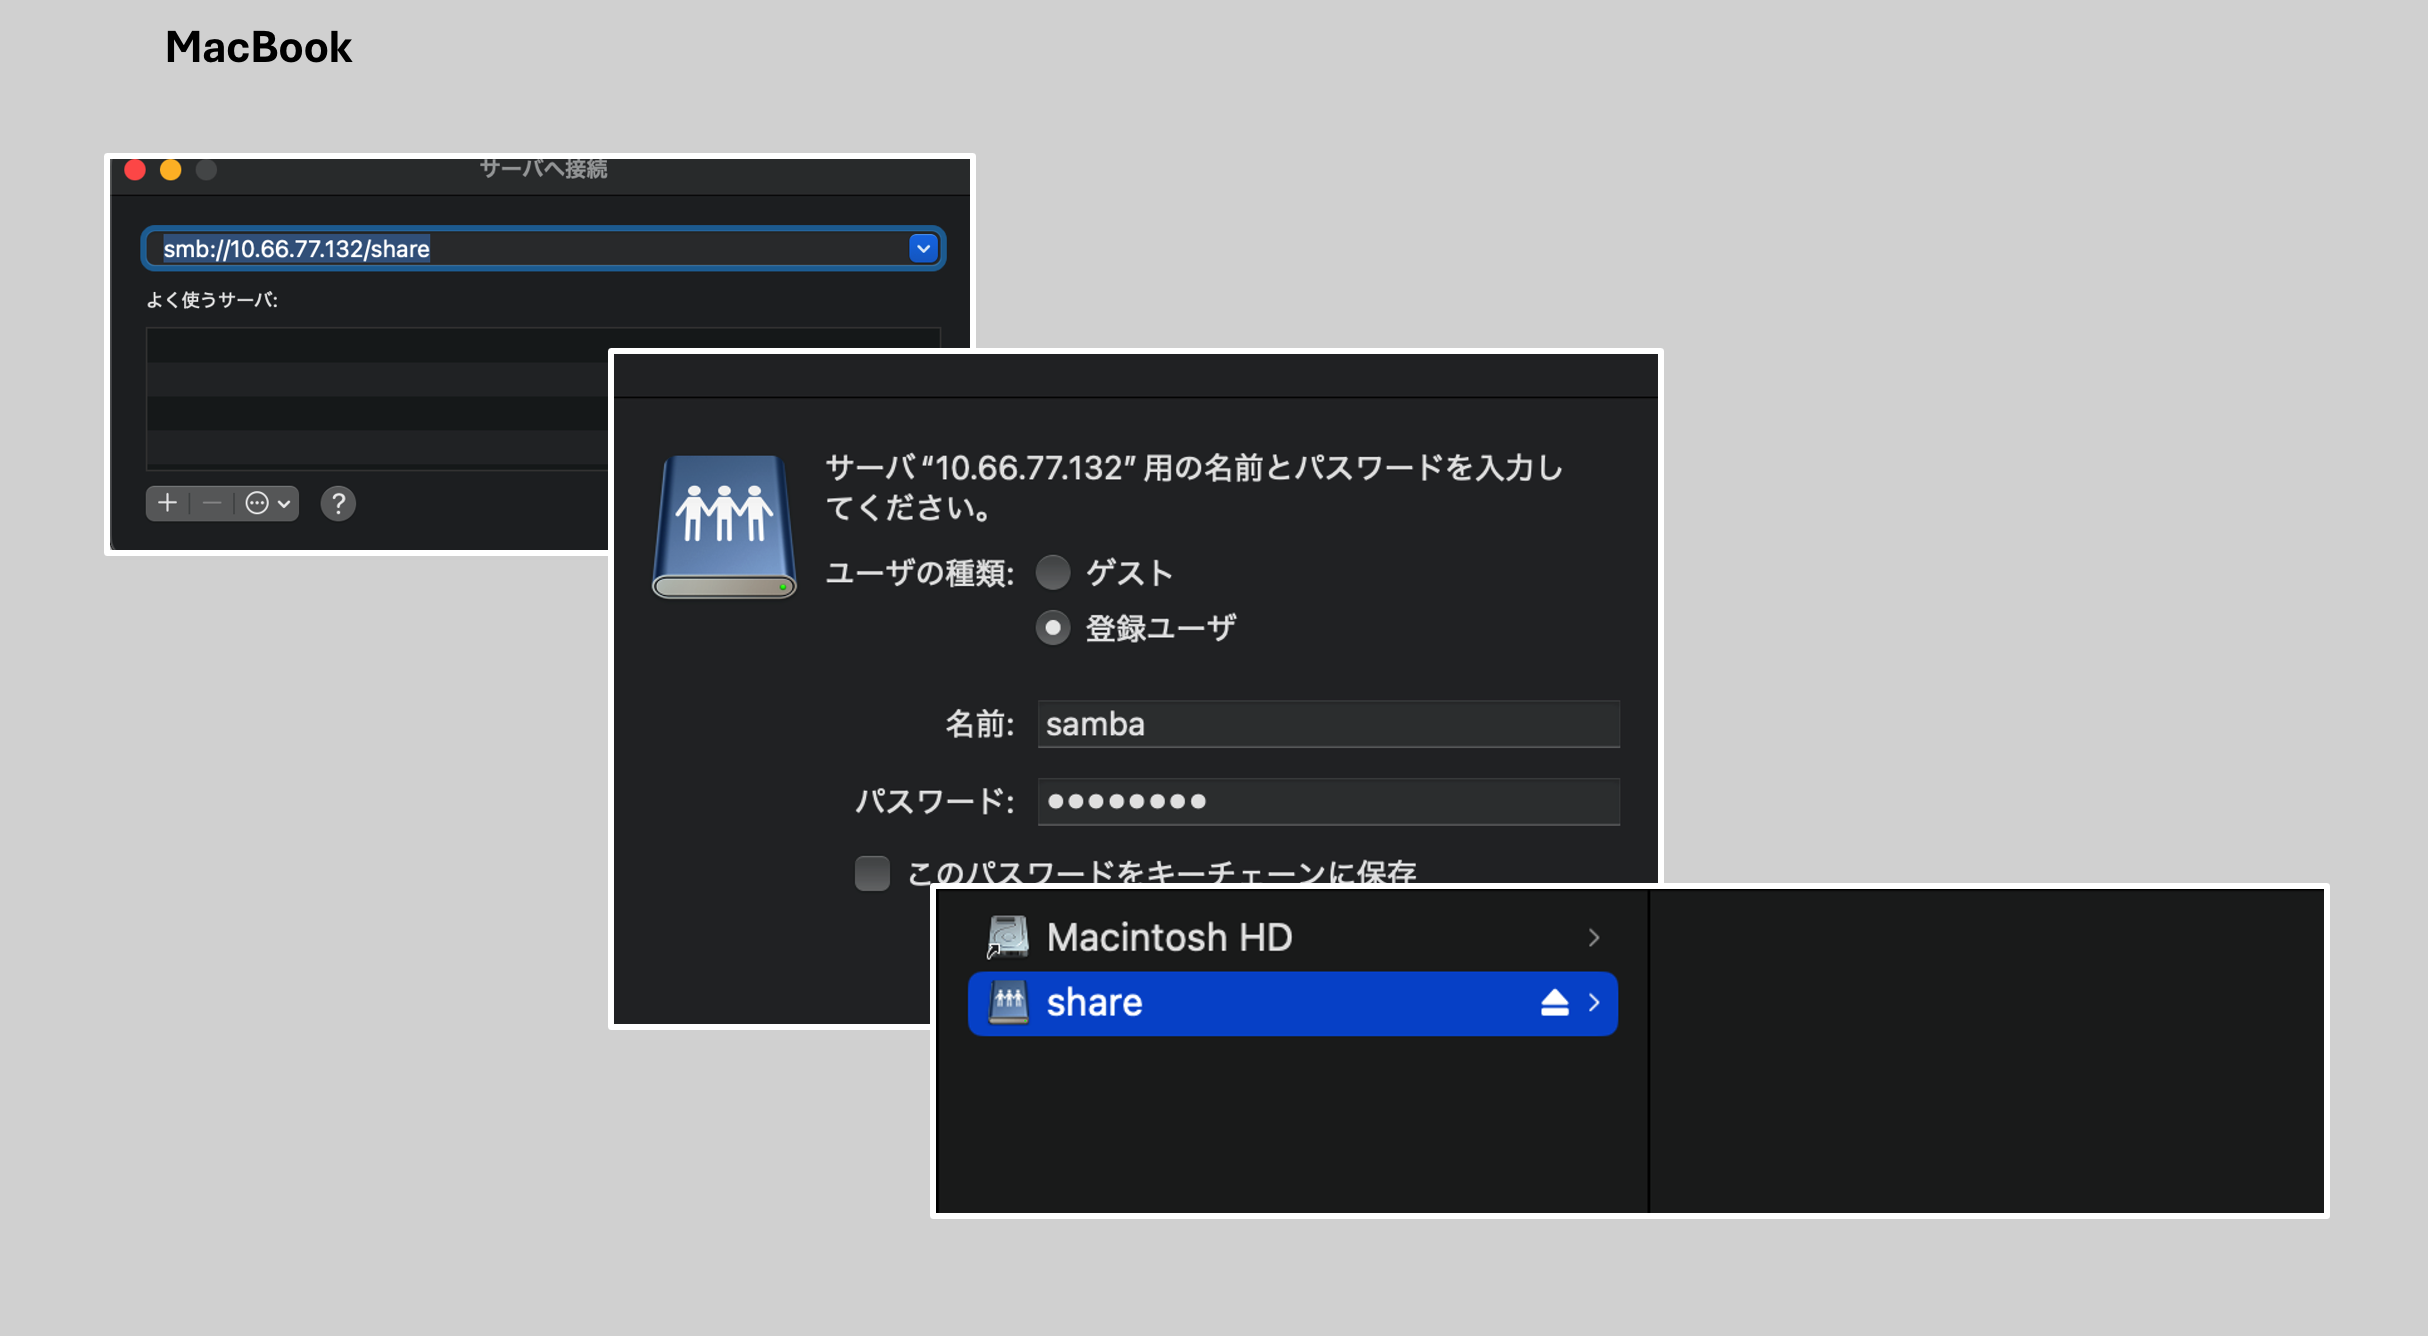 MacBook
サーバへ接続
smb://10.66.77.132/share
よく使うサーバ:
サーバ“10.66.77.132” 用の名前とパスワードを入力し
てください。
ユーザの種類: ゲスト
登録ユーザ
名前: samba
パスワード: ●●●●●●●●
このパスワードをキーチェーンに保存
Macintosh HD
share